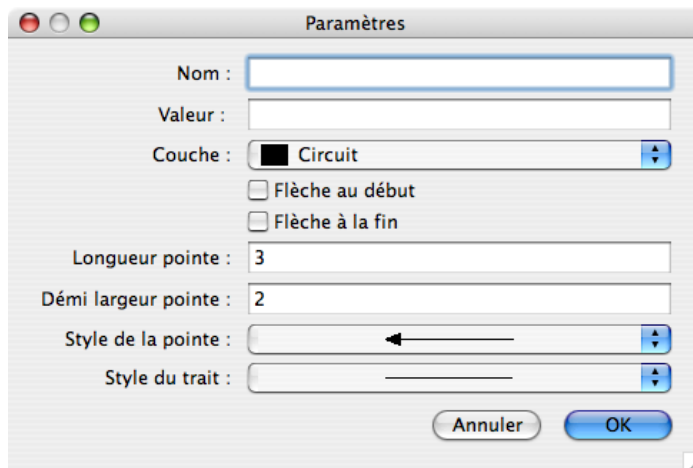 Paramètres
Nom :
Valeur :
Couche : Circuit
Flèche au début
Flèche à la fin
Longueur pointe : 3
Démi largeur pointe : 2
Style de la pointe :
Style du trait :
Annuler OK